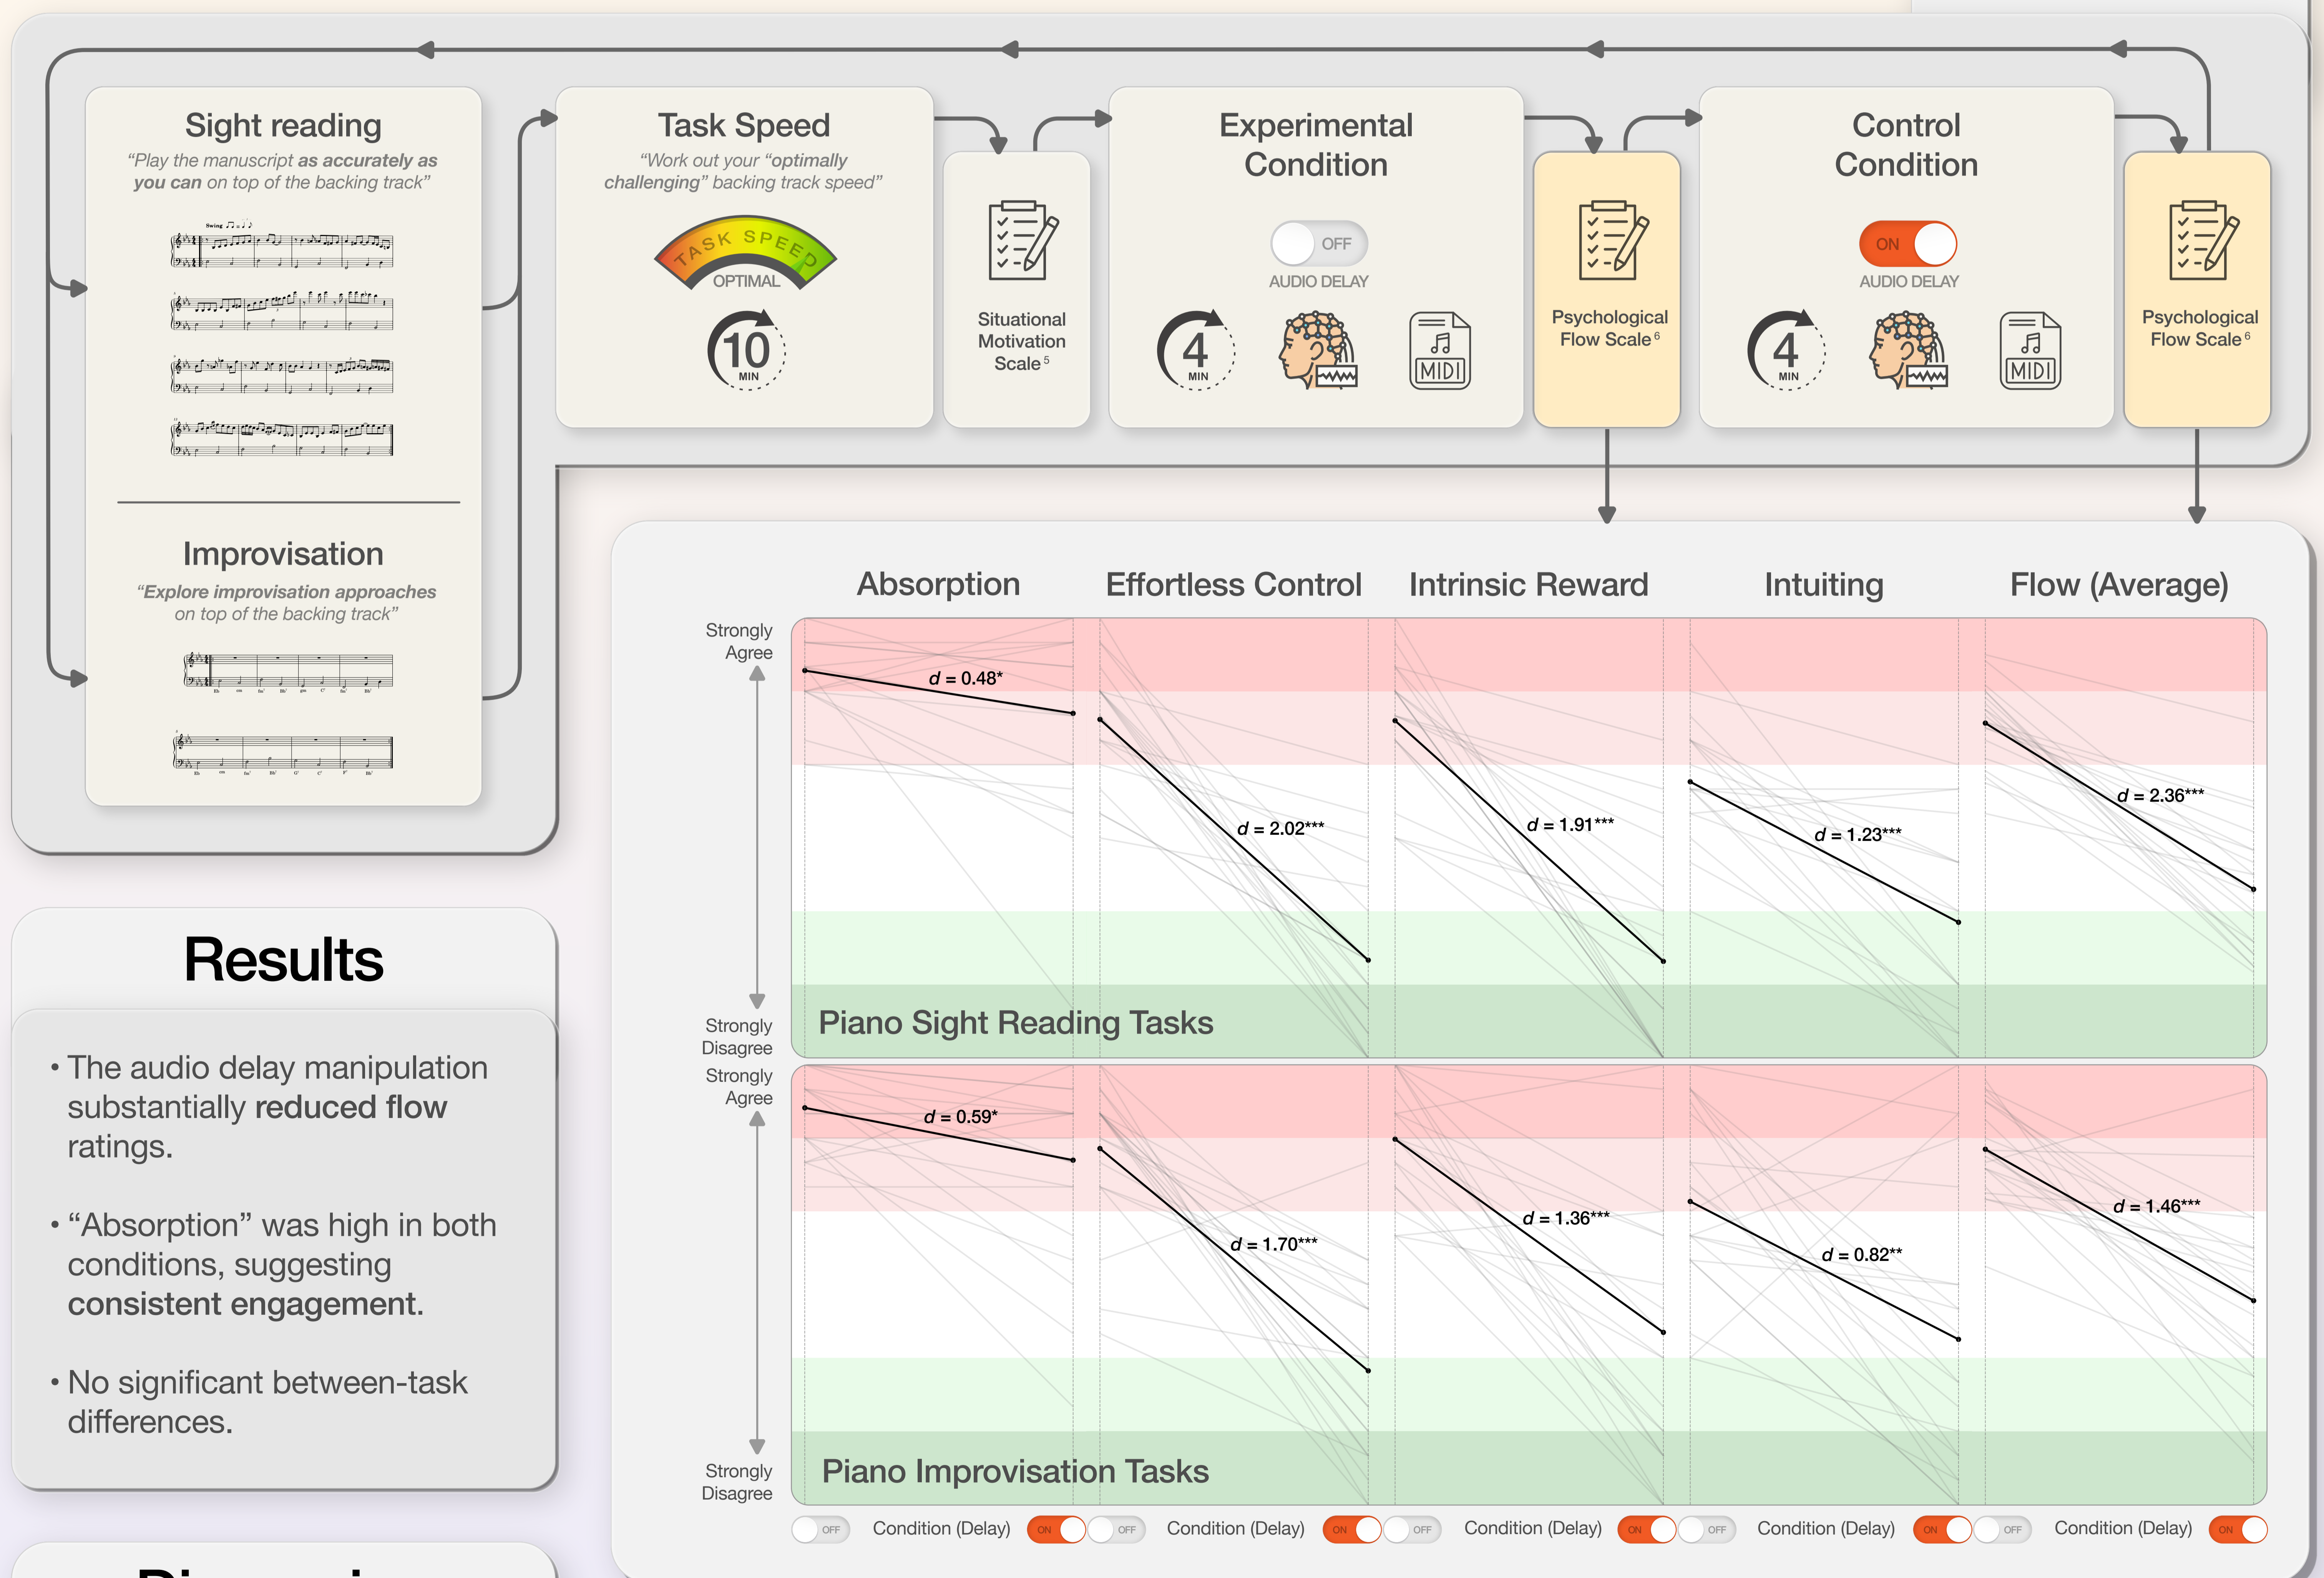 Sight reading
“Play the manuscript as accurately as
you can on top of the backing track”
Swing
Improvisation
“Explore improvisation approaches
on top of the backing track”
Task Speed
“Work out your “optimally
challenging” backing track speed”
TASK SPEED
OPTIMAL
10
MIN
Situational
Motivation
Scale 5
Experimental
Condition
OFF
AUDIO DELAY
4
MIN
MIDI
Psychological
Flow Scale 6
Control
Condition
ON
AUDIO DELAY
4
MIN
MIDI
Psychological
Flow Scale 6
Results
• The audio delay manipulation
substantially reduced flow
ratings.
• “Absorption” was high in both
conditions, suggesting
consistent engagement.
• No significant between-task
differences.
Absorption Effortless Control Intrinsic Reward Intuiting Flow (Average)
Strongly
Agree
d = 0.48*
d = 2.02***
d = 1.91***
d = 1.23***
d = 2.36***
Strongly
Disagree
Piano Sight Reading Tasks
Strongly
Agree
d = 0.59*
d = 1.70***
d = 1.36***
d = 0.82**
d = 1.46***
Strongly
Disagree
Piano Improvisation Tasks
OFF Condition (Delay) ON OFF Condition (Delay) ON OFF Condition (Delay) ON OFF Condition (Delay) ON OFF Condition (Delay) ON